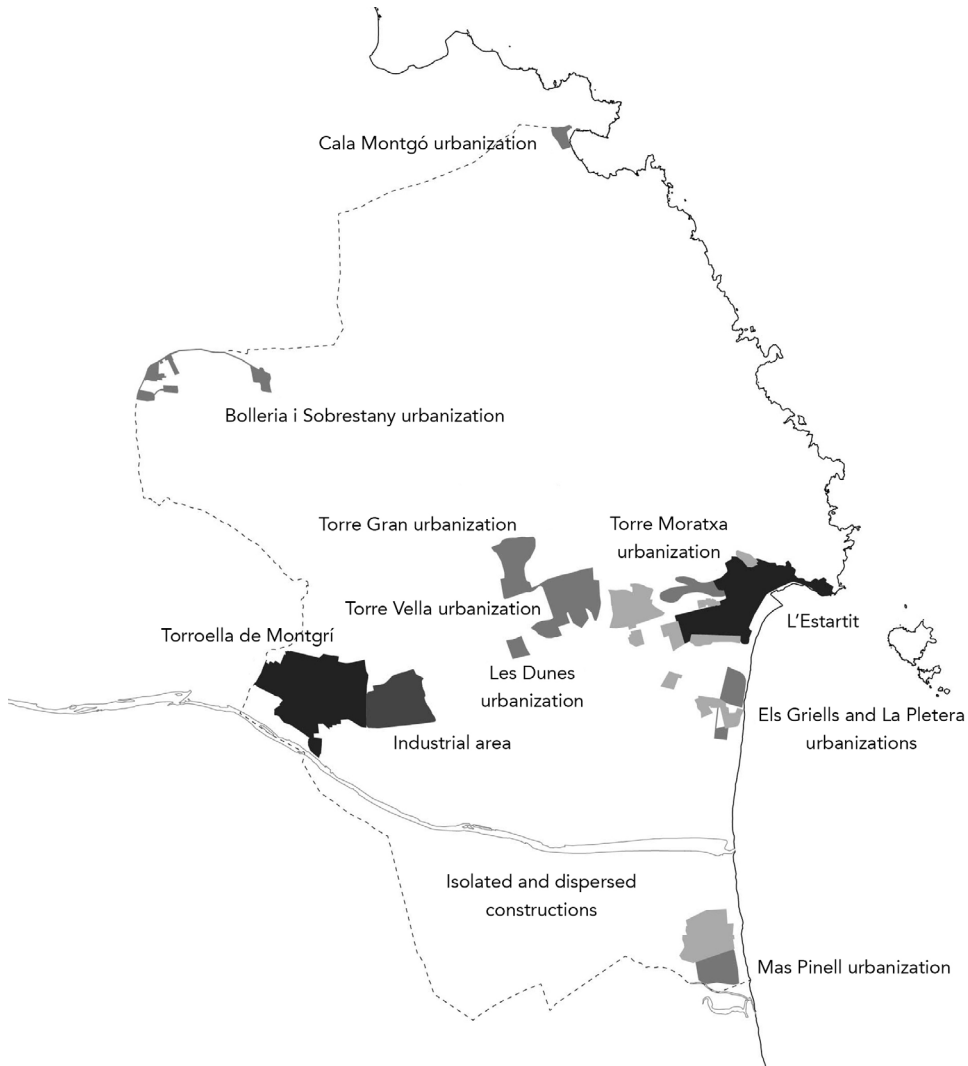 Cala Montgó urbanization
Bolleria i Sobrestany urbanization
Torre Gran urbanization
Torre Moratxa
urbanization
Torre Vella urbanization
L'Estartit
Torroella de Montgrí
Les Dunes
urbanization
Els Griells and La Pletera
urbanizations
Industrial area
Isolated and dispersed
constructions
Mas Pinell urbanization